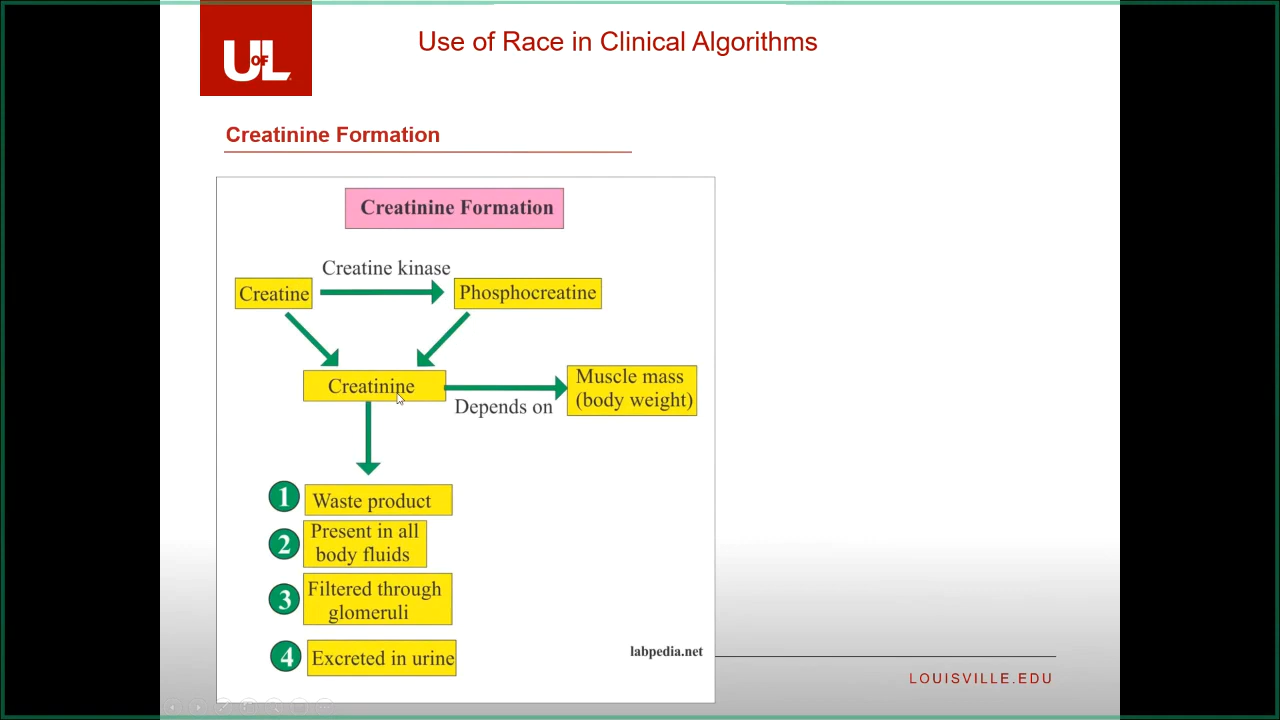 UOFL
Use of Race in Clinical Algorithms
Creatinine Formation
Creatinine Formation
Creatine kinase
Creatine
Phosphocreatine
Creatinine
Depends on
Muscle mass
(body weight)
1 Waste product
2 Present in all
body fluids
3 Filtered through
glomeruli
4 Excreted in urine
labpedia.net
LOUISVILLE.EDU